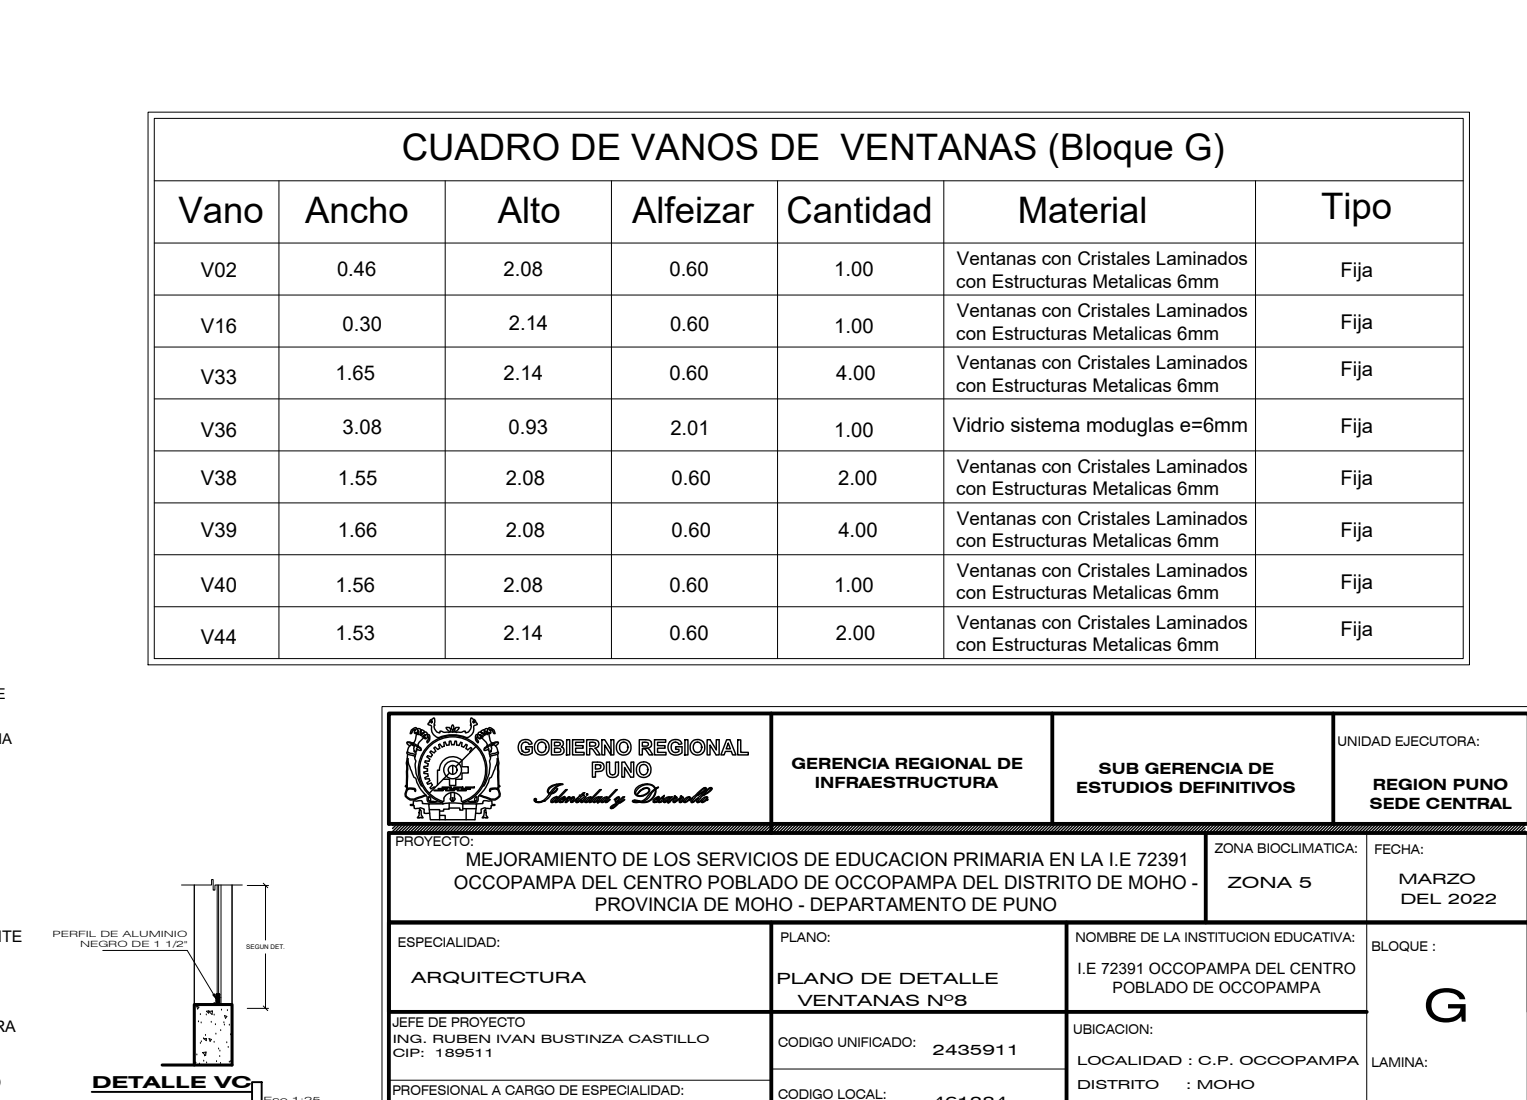 CUADRO DE VANOS DE VENTANAS (Bloque G)
Vano Ancho Alto Alfeizar Cantidad Material Tipo
V02 0.46 2.08 0.60 1.00 Ventanas con Cristales Laminados con Estructuras Metalicas 6mm Fija
V16 0.30 2.14 0.60 1.00 Ventanas con Cristales Laminados con Estructuras Metalicas 6mm Fija
V33 1.65 2.14 0.60 4.00 Ventanas con Cristales Laminados con Estructuras Metalicas 6mm Fija
V36 3.08 0.93 2.01 1.00 Vidrio sistema moduglas e=6mm Fija
V38 1.55 2.08 0.60 2.00 Ventanas con Cristales Laminados con Estructuras Metalicas 6mm Fija
V39 1.66 2.08 0.60 4.00 Ventanas con Cristales Laminados con Estructuras Metalicas 6mm Fija
V40 1.56 2.08 0.60 1.00 Ventanas con Cristales Laminados con Estructuras Metalicas 6mm Fija
V44 1.53 2.14 0.60 2.00 Ventanas con Cristales Laminados con Estructuras Metalicas 6mm Fija
PERFIL DE ALUMINIO
NEGRO DE 1 1/2"
SEGUN DET.
DETALLE VC
GOBIERNO REGIONAL
PUNO
Identidad y Desarrollo
GERENCIA REGIONAL DE
INFRAESTRUCTURA
SUB GERENCIA DE
ESTUDIOS DEFINITIVOS
UNIDAD EJECUTORA:
REGION PUNO
SEDE CENTRAL
PROYECTO:
MEJORAMIENTO DE LOS SERVICIOS DE EDUCACION PRIMARIA EN LA I.E 72391
OCCOPAMPA DEL CENTRO POBLADO DE OCCOPAMPA DEL DISTRITO DE MOHO -
PROVINCIA DE MOHO - DEPARTAMENTO DE PUNO
ZONA BIOCLIMATICA:
ZONA 5
FECHA:
MARZO
DEL 2022
ESPECIALIDAD:
ARQUITECTURA
PLANO:
PLANO DE DETALLE
VENTANAS Nº8
NOMBRE DE LA INSTITUCION EDUCATIVA:
I.E 72391 OCCOPAMPA DEL CENTRO
POBLADO DE OCCOPAMPA
BLOQUE :
G
JEFE DE PROYECTO
ING. RUBEN IVAN BUSTINZA CASTILLO
CIP: 189511
CODIGO UNIFICADO: 2435911
UBICACION:
LOCALIDAD : C.P. OCCOPAMPA
DISTRITO : MOHO
LAMINA:
PROFESIONAL A CARGO DE ESPECIALIDAD:
CODIGO LOCAL: